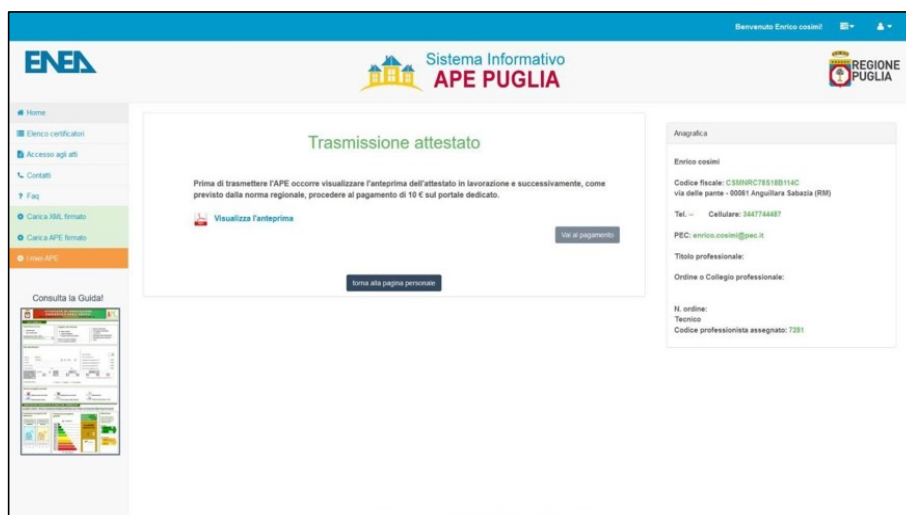 Benvenuto Enrico cosimi!
ENEA
Sistema Informativo
APE PUGLIA
REGIONE
PUGLIA
Home
Elenco certificatori
Accesso agli atti
Contatti
Faq
Carica XML firmato
Carica APE firmato
I miei APE
Consulta la Guida!
Trasmissione attestato
Prima di trasmettere l'APE occorre visualizzare l'anteprima dell'attestato in lavorazione e successivamente, come
previsto dalla norma regionale, procedere al pagamento di 10 € sul portale dedicato.
Visualizza l'anteprima
Vai al pagamento
torna alla pagina personale
Anagrafica
Enrico cosimi
Codice fiscale: CSMNRC78S18B114C
via delle pante - 00061 Anguillara Sabazia (RM)
Tel. -- Cellulare: 3447744487
PEC: enrico.cosimi@pec.it
Titolo professionale:
Ordine o Collegio professionale:
N. ordine:
Tecnico
Codice professionista assegnato: 7281